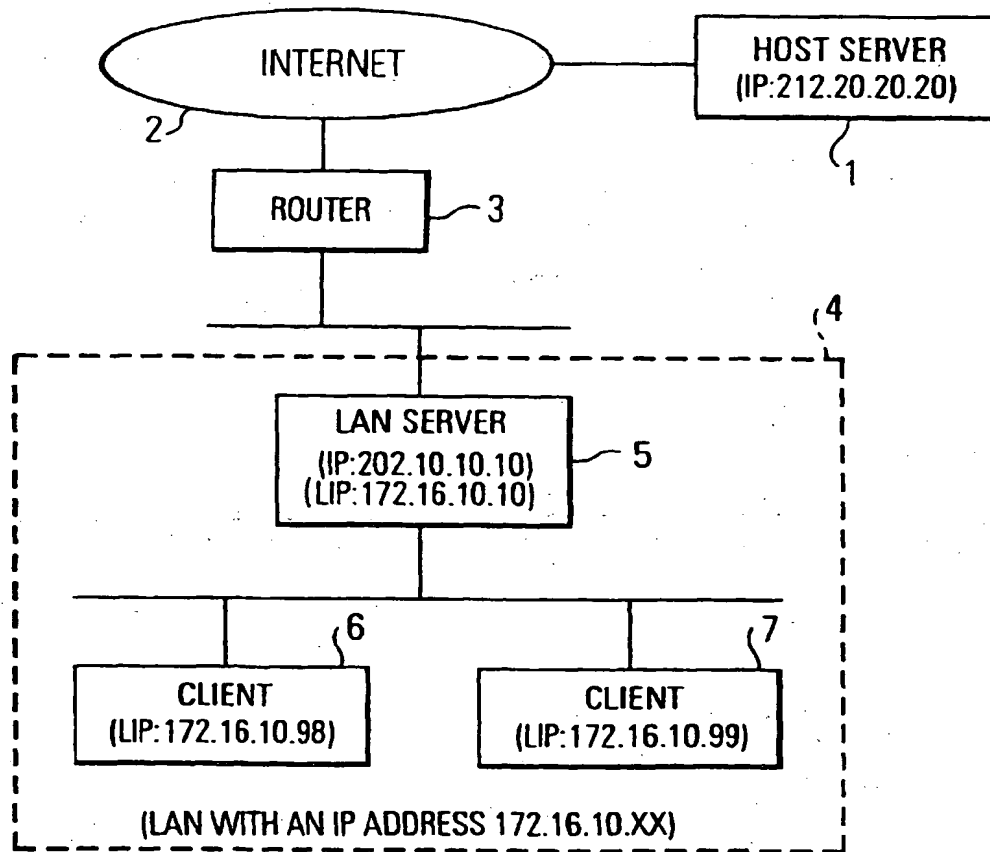 INTERNET
HOST SERVER
(IP:212.20.20.20)
2
1
ROUTER
3
4
LAN SERVER
(IP:202.10.10.10)
(LIP:172.16.10.10)
5
6
7
CLIENT
(LIP:172.16.10.98)
CLIENT
(LIP:172.16.10.99)
(LAN WITH AN IP ADDRESS 172.16.10.XX)